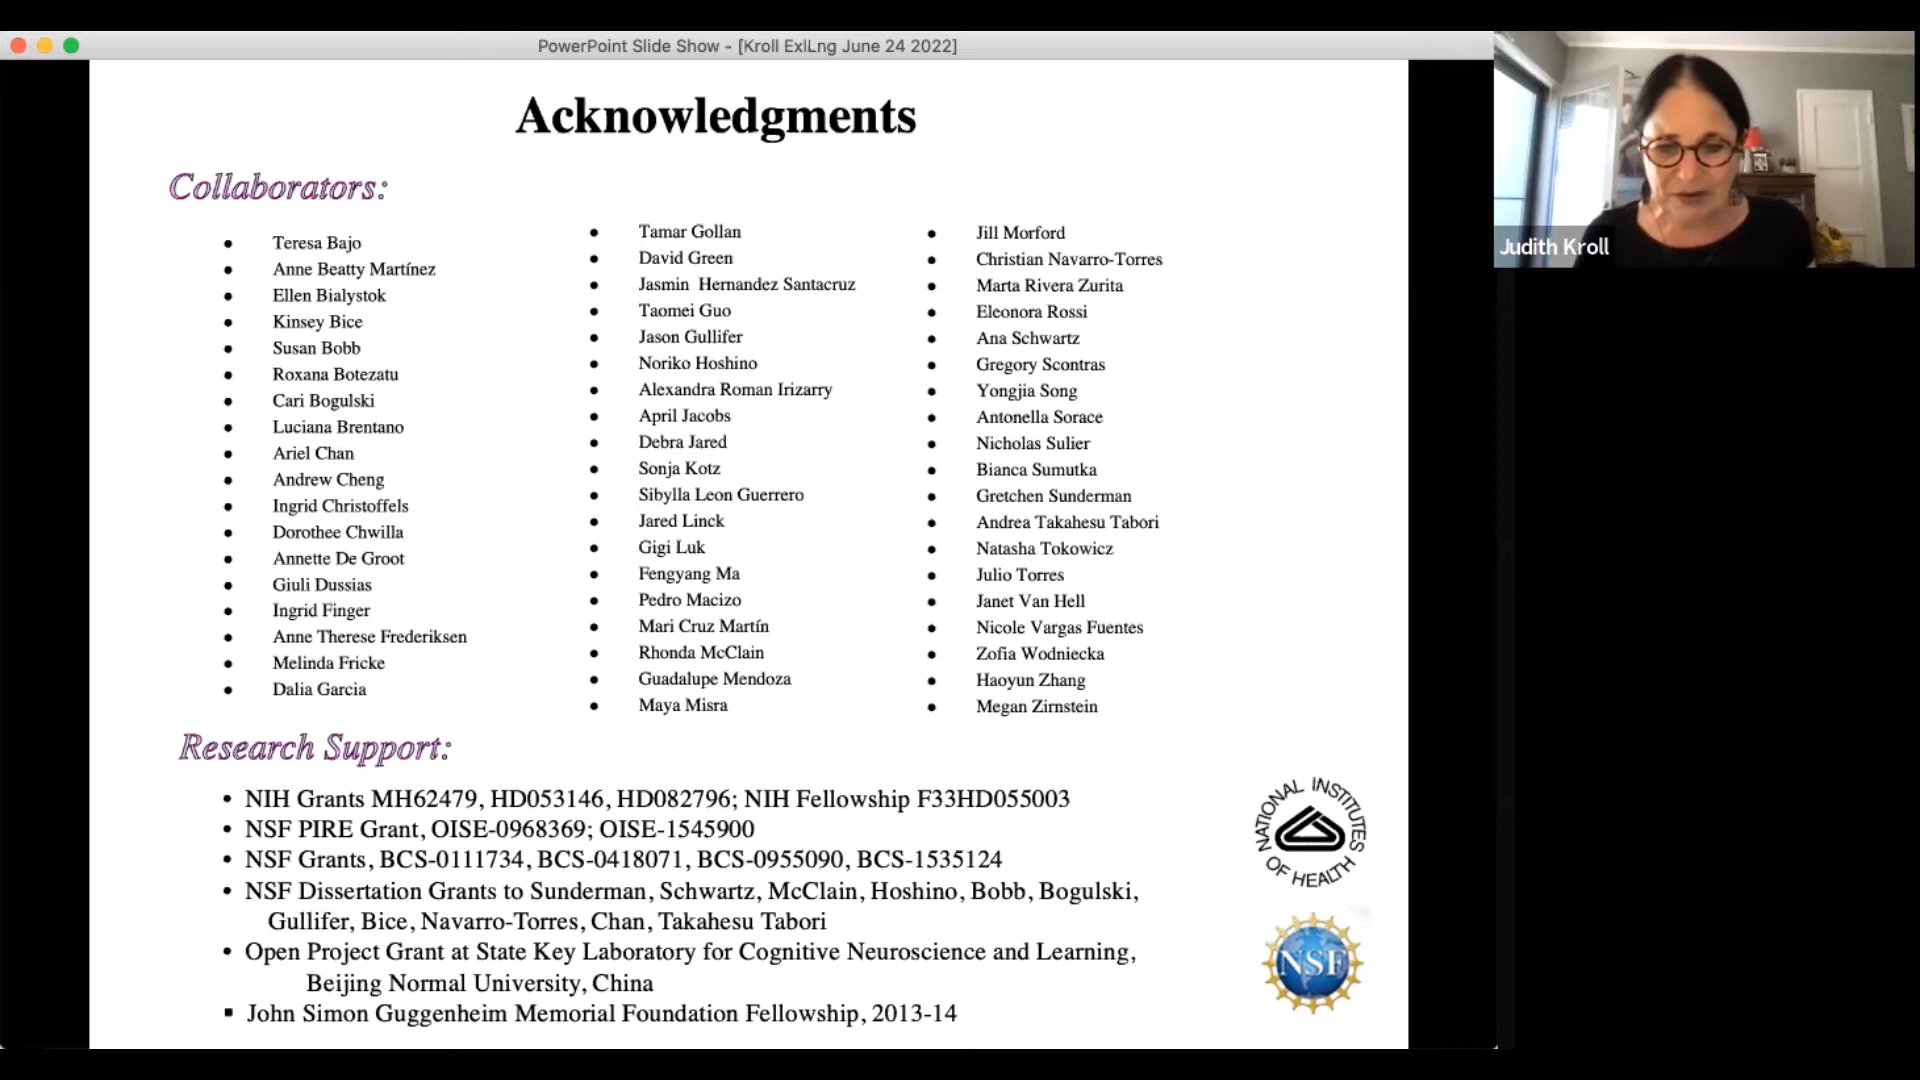 PowerPoint Slide Show - [Kroll ExlLng June 24 2022]
Acknowledgments
Collaborators:
Teresa Bajo
Anne Beatty Martínez
Ellen Bialystok
Kinsey Bice
Susan Bobb
Roxana Botezatu
Cari Bogulski
Luciana Brentano
Ariel Chan
Andrew Cheng
Ingrid Christoffels
Dorothee Chwilla
Annette De Groot
Giuli Dussias
Ingrid Finger
Anne Therese Frederiksen
Melinda Fricke
Dalia Garcia
Tamar Gollan
David Green
Jasmin Hernandez Santacruz
Taomei Guo
Jason Gullifer
Noriko Hoshino
Alexandra Roman Irizarry
April Jacobs
Debra Jared
Sonja Kotz
Sibylla Leon Guerrero
Jared Linck
Gigi Luk
Fengyang Ma
Pedro Macizo
Mari Cruz Martín
Rhonda McClain
Guadalupe Mendoza
Maya Misra
Jill Morford
Christian Navarro-Torres
Marta Rivera Zurita
Eleonora Rossi
Ana Schwartz
Gregory Scontras
Yongjia Song
Antonella Sorace
Nicholas Sulier
Bianca Sumutka
Gretchen Sunderman
Andrea Takahesu Tabori
Natasha Tokowicz
Julio Torres
Janet Van Hell
Nicole Vargas Fuentes
Zofia Wodniecka
Haoyun Zhang
Megan Zirnstein
Research Support:
NIH Grants MH62479, HD053146, HD082796; NIH Fellowship F33HD055003
NSF PIRE Grant, OISE-0968369; OISE-1545900
NSF Grants, BCS-0111734, BCS-0418071, BCS-0955090, BCS-1535124
NSF Dissertation Grants to Sunderman, Schwartz, McClain, Hoshino, Bobb, Bogulski,
Gullifer, Bice, Navarro-Torres, Chan, Takahesu Tabori
Open Project Grant at State Key Laboratory for Cognitive Neuroscience and Learning,
Beijing Normal University, China
John Simon Guggenheim Memorial Foundation Fellowship, 2013-14
NATIONAL INSTITUTES OF HEALTH
NSF
Judith Kroll